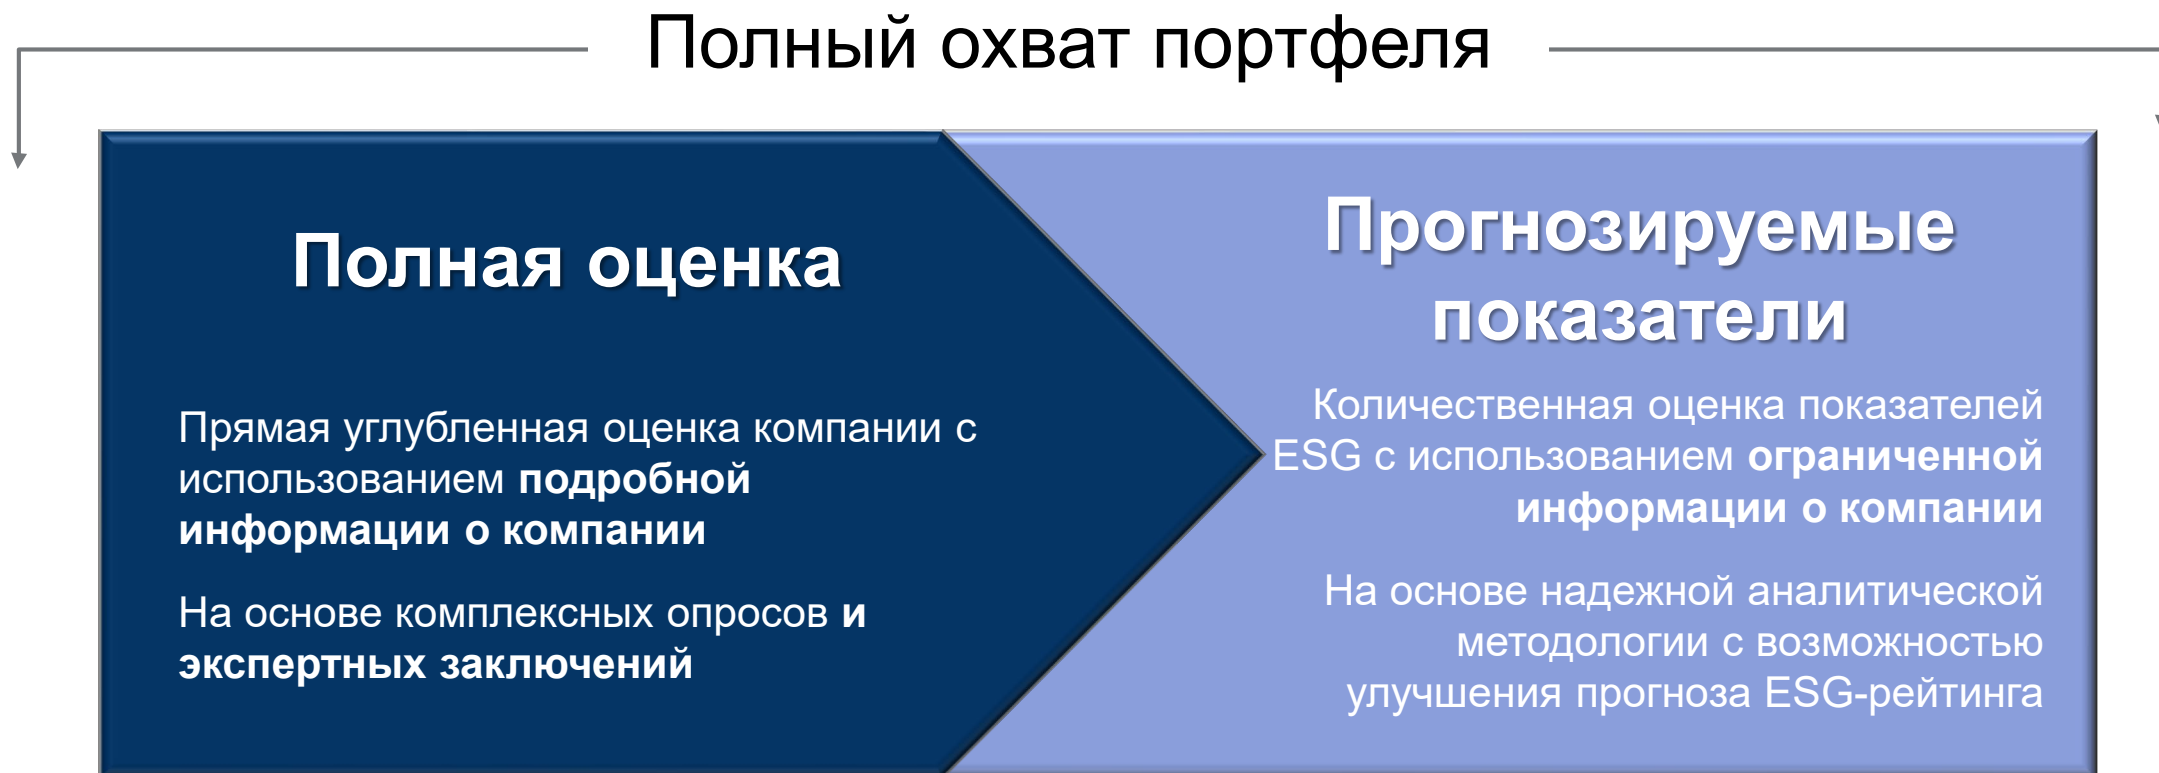 Полный охват портфеля
Полная оценка
Прямая углубленная оценка компании с
использованием подробной
информации о компании
На основе комплексных опросов и
экспертных заключений
Прогнозируемые
показатели
Количественная оценка показателей
ESG с использованием ограниченной
информации о компании
На основе надежной аналитической
методологии с возможностью
улучшения прогноза ESG-рейтинга